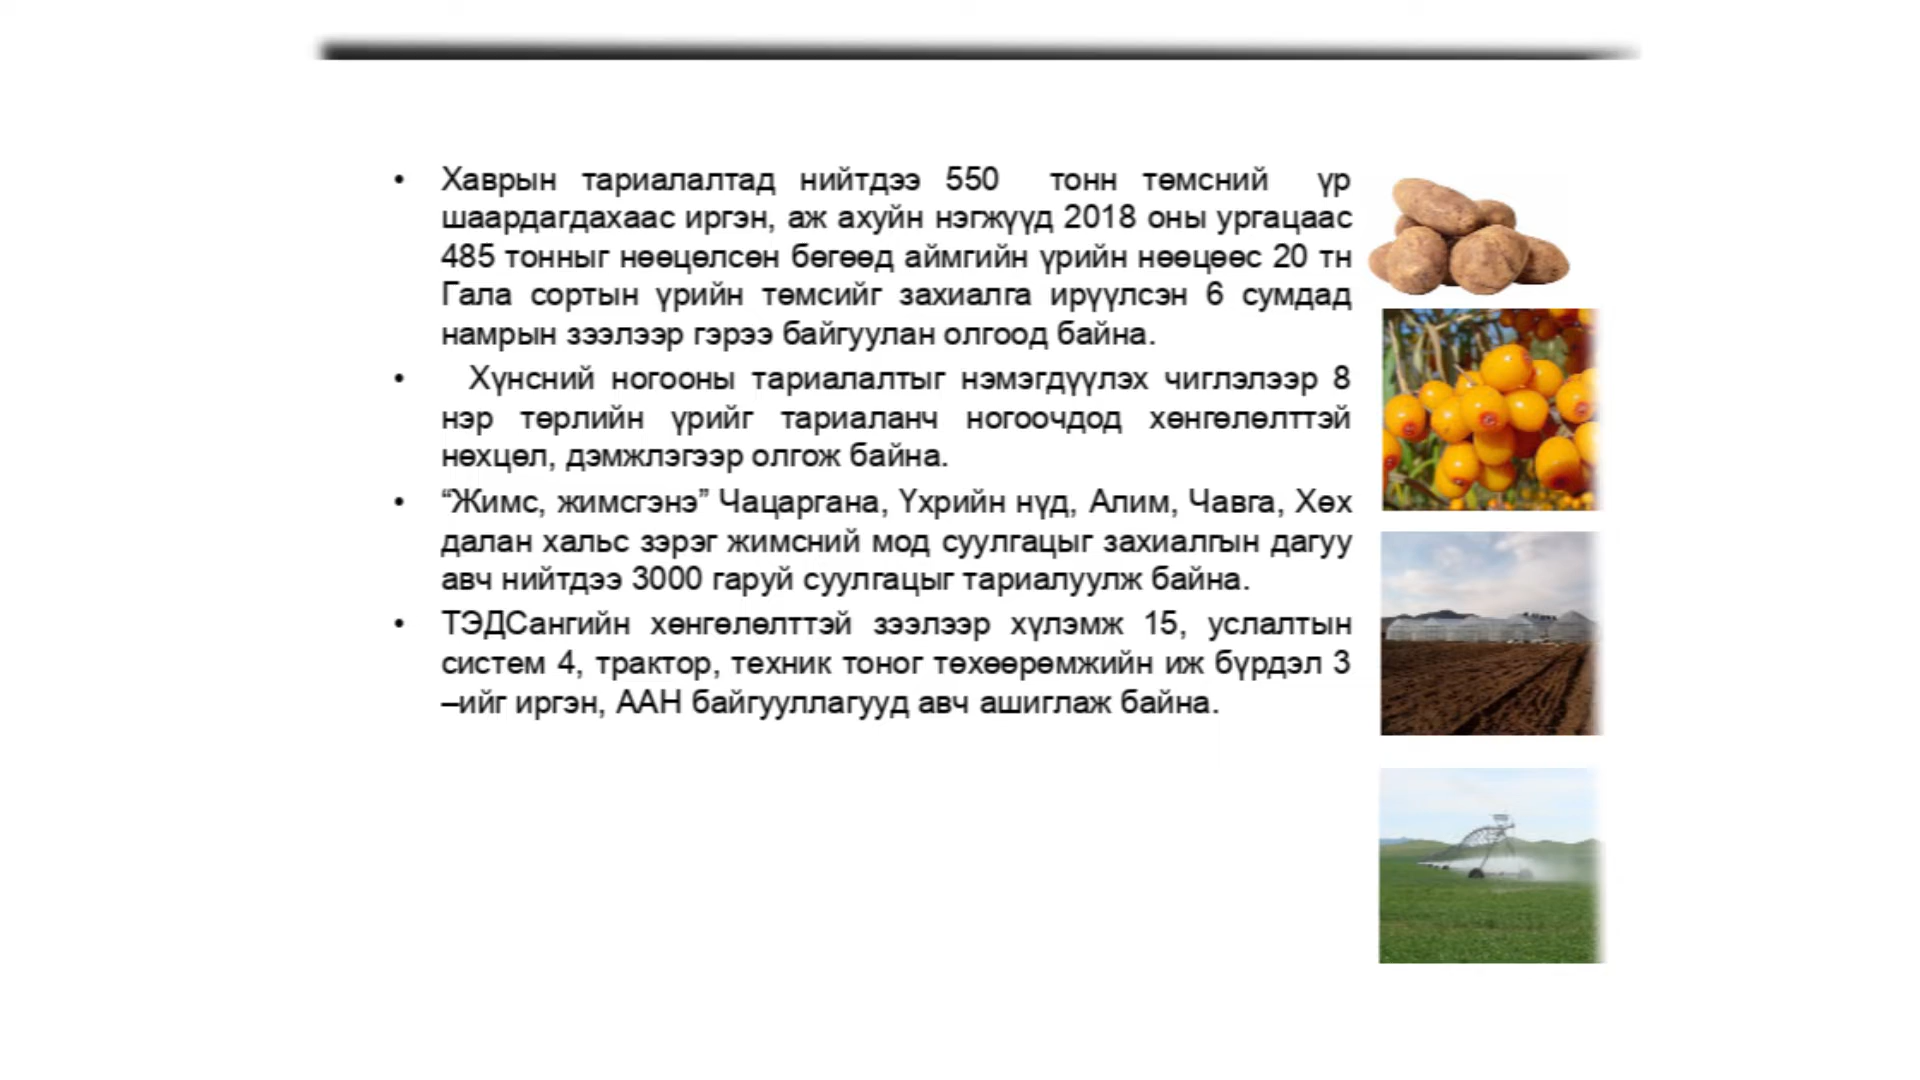 • Хаврын тариалалтад нийтдээ 550 тонн төмсний үр
шаардагдахаас иргэн, аж ахуйн нэгжүүд 2018 оны ургацаас
485 тонныг нөөцөлсөн бөгөөд аймгийн үрийн нөөцөөс 20 тн
Гала сортын үрийн төмсийг захиалга ирүүлсэн 6 сумдад
намрын зээлээр гэрээ байгуулан олгоод байна.
• Хүнсний ногооны тариалалтыг нэмэгдүүлэх чиглэлээр 8
нэр төрлийн үрийг тариаланч ногоочдод хөнгөлөлттэй
нөхцөл, дэмжлэгээр олгож байна.
• “Жимс, жимсгэнэ” Чацаргана, Үхрийн нүд, Алим, Чавга, Хөх
далан хальс зэрэг жимсний мод суулгацыг захиалгын дагуу
авч нийтдээ 3000 гаруй суулгацыг тариалуулж байна.
• ТЭДСангийн хөнгөлөлттэй зээлээр хүлэмж 15, услалтын
систем 4, трактор, техник тоног төхөөрөмжийн иж бүрдэл 3
–ийг иргэн, ААН байгууллагууд авч ашиглаж байна.